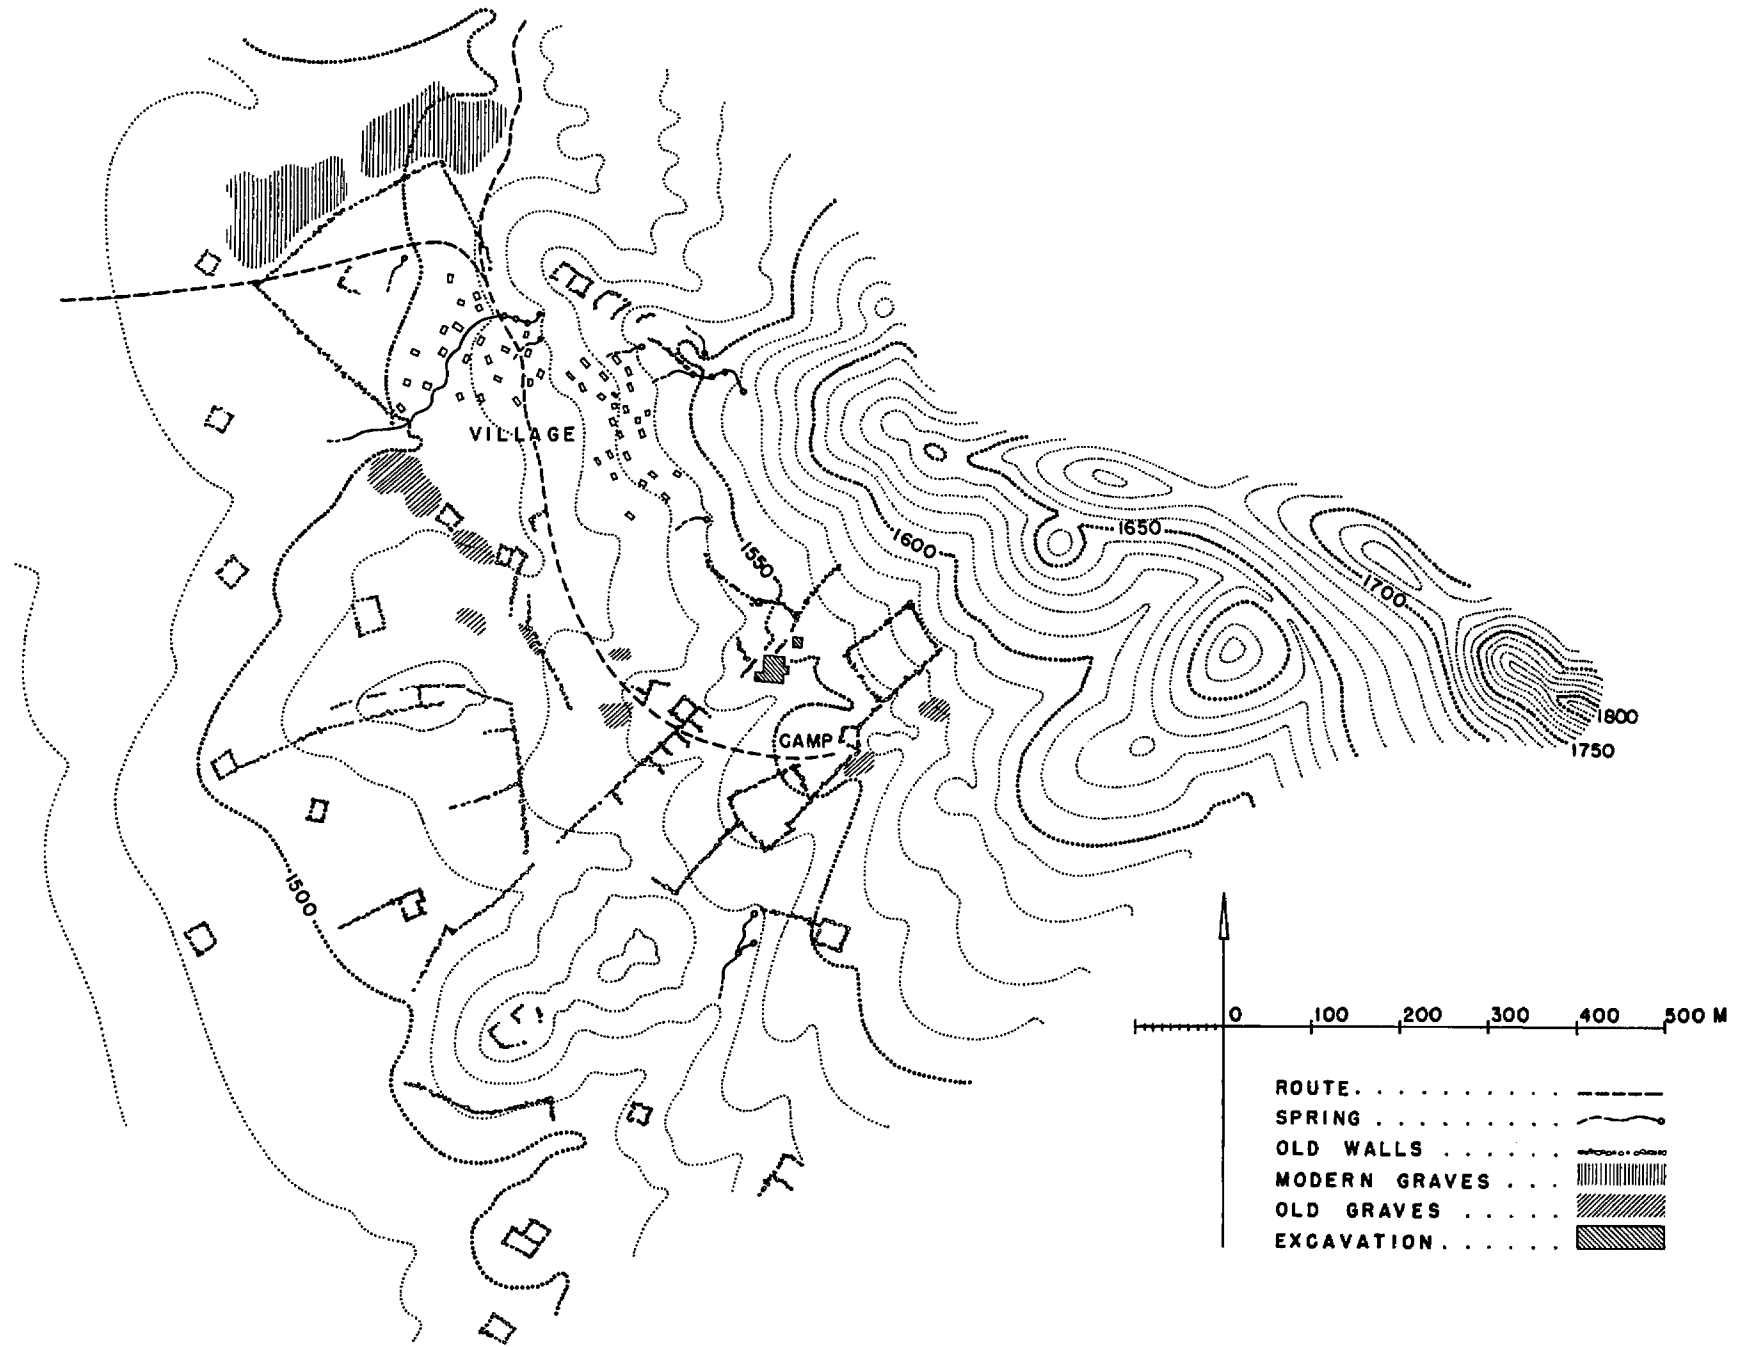 VILLAGE
1550
1600
1650
1700
CAMP
1800
1750
1500
0 100 200 300 400 500 M
ROUTE. . . . . . . . . . .
SPRING . . . . . . . . . .
OLD WALLS . . . . . .
MODERN GRAVES . . .
OLD GRAVES . . . . .
EXCAVATION. . . . . .